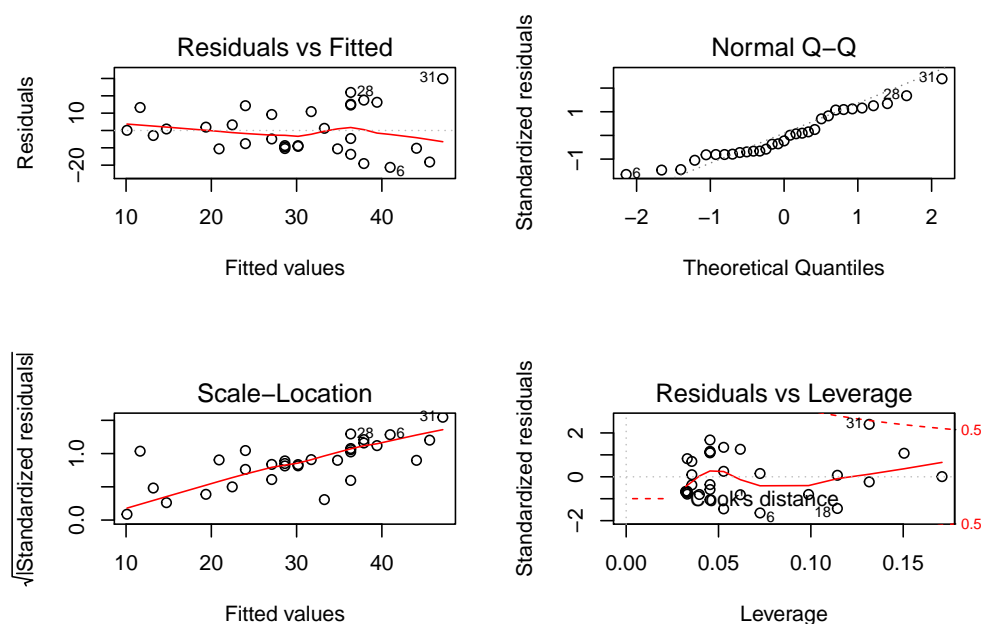 Residuals vs Fitted
Residuals
10
−20
31
28
6
10 20 30 40
Fitted values
Normal Q−Q
Standardized residuals
1
−1
31
28
6
−2 −1 0 1 2
Theoretical Quantiles
Scale−Location
√|Standardized residuals|
1.0
0.0
31
28
6
10 20 30 40
Fitted values
Residuals vs Leverage
Standardized residuals
2
0
−2
31
0.5
ok's distance
6
18
0.5
0.00 0.05 0.10 0.15
Leverage